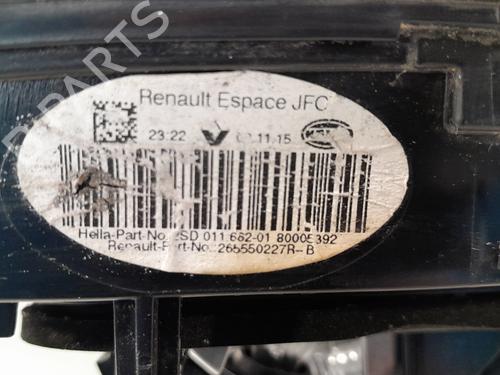 Renault Espace JFC
23:22 11.15
Hella-Part-No. 2SD 011 662-01 80005392
Renault-Part-No.: 265550227R--B
B PARTS